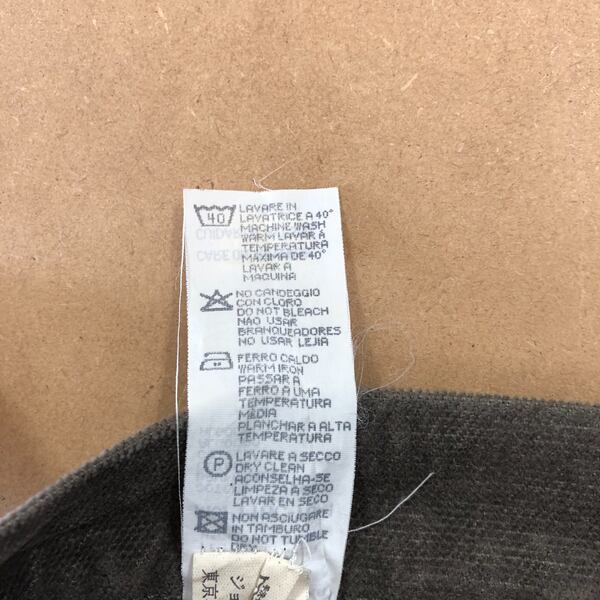 40
LAVARE IN
LAVATRICE A 40°
MACHINE WASH
WARM LAVAR À
TEMPERATURA
MÁXIMA DE 40°
LAVAR A
MAQUINA
NO CANDEGGIO
CON CLORO
DO NOT BLEACH
NÃO USAR
BRANQUEADORES
NO USAR LEJIA
FERRO CALDO
WARM IRON
PASSAR A
FERRO A UMA
TEMPERATURA
MÉDIA
PLANCHAR A ALTA
TEMPERATURA
P
LAVARE A SECCO
DRY CLEAN
ACONSELHA-SE
LIMPEZA A SECO
LAVAR EN SECO
NON ASCIUGARE
IN TAMBURO
DO NOT TUMBLE
DRY
ジョ
東京